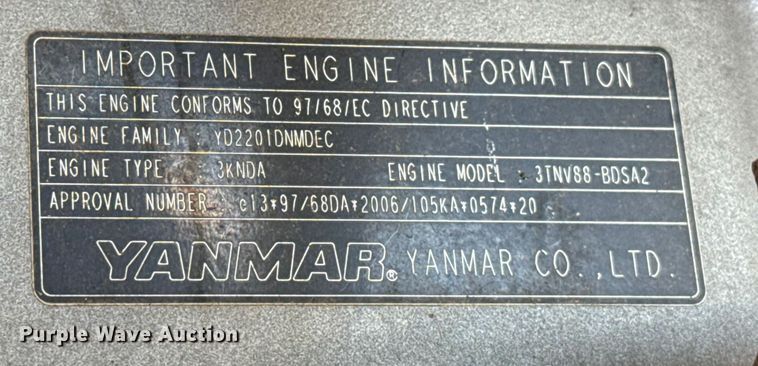 IMPORTANT ENGINE INFORMATION
THIS ENGINE CONFORMS TO 97/68/EC DIRECTIVE
ENGINE FAMILY : YD2201DNMDEC
ENGINE TYPE : 3KNDA ENGINE MODEL : 3TNV88-BDSA2
APPROVAL NUMBER : e13*97/68DA*2006/105KA*0574*20
YANMAR® YANMAR CO.,LTD.
Purple Wave Auction